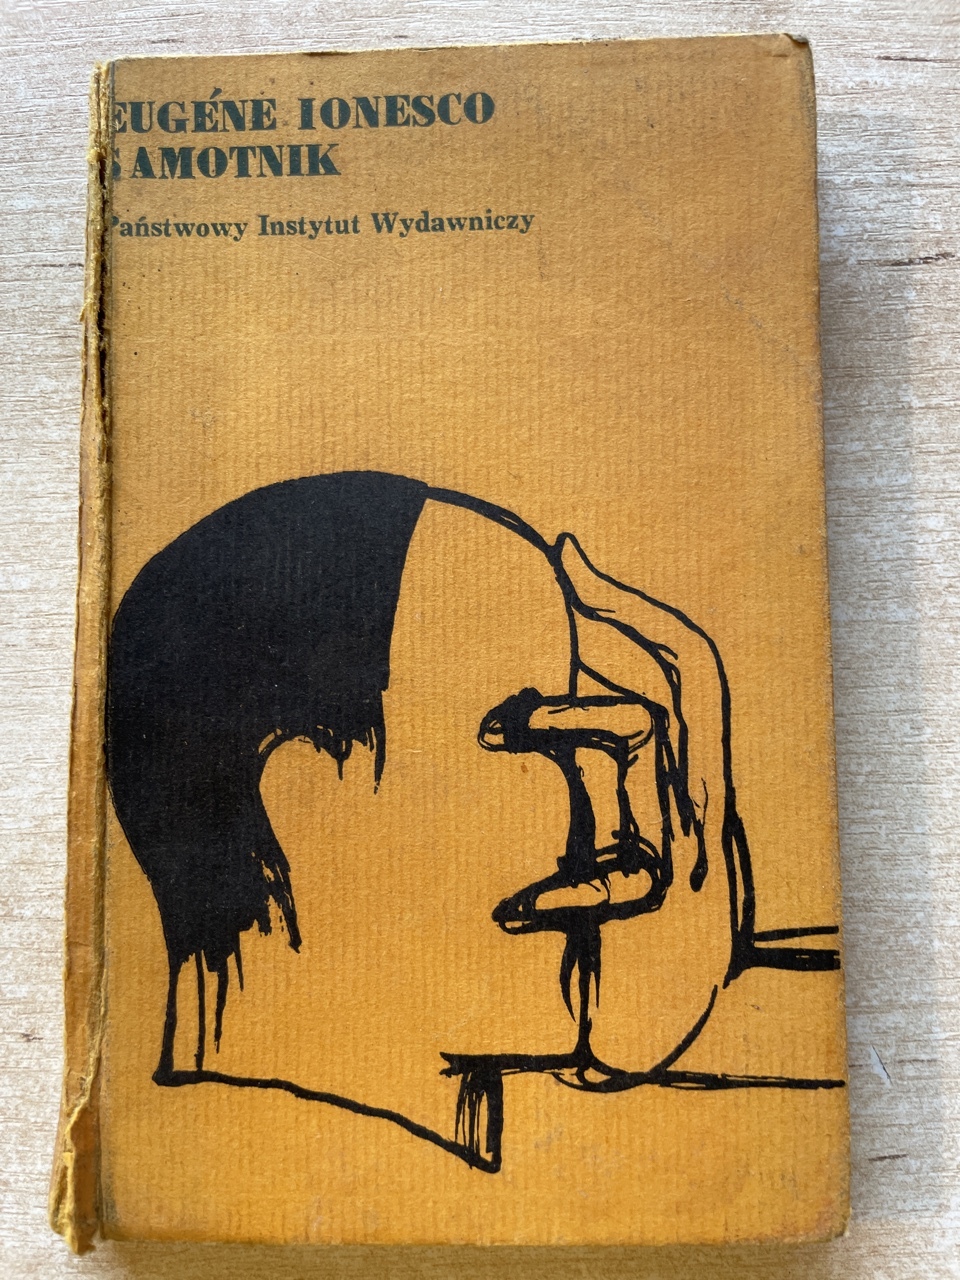 EUGÉNE IONESCO
SAMOTNIK
Państwowy Instytut Wydawniczy